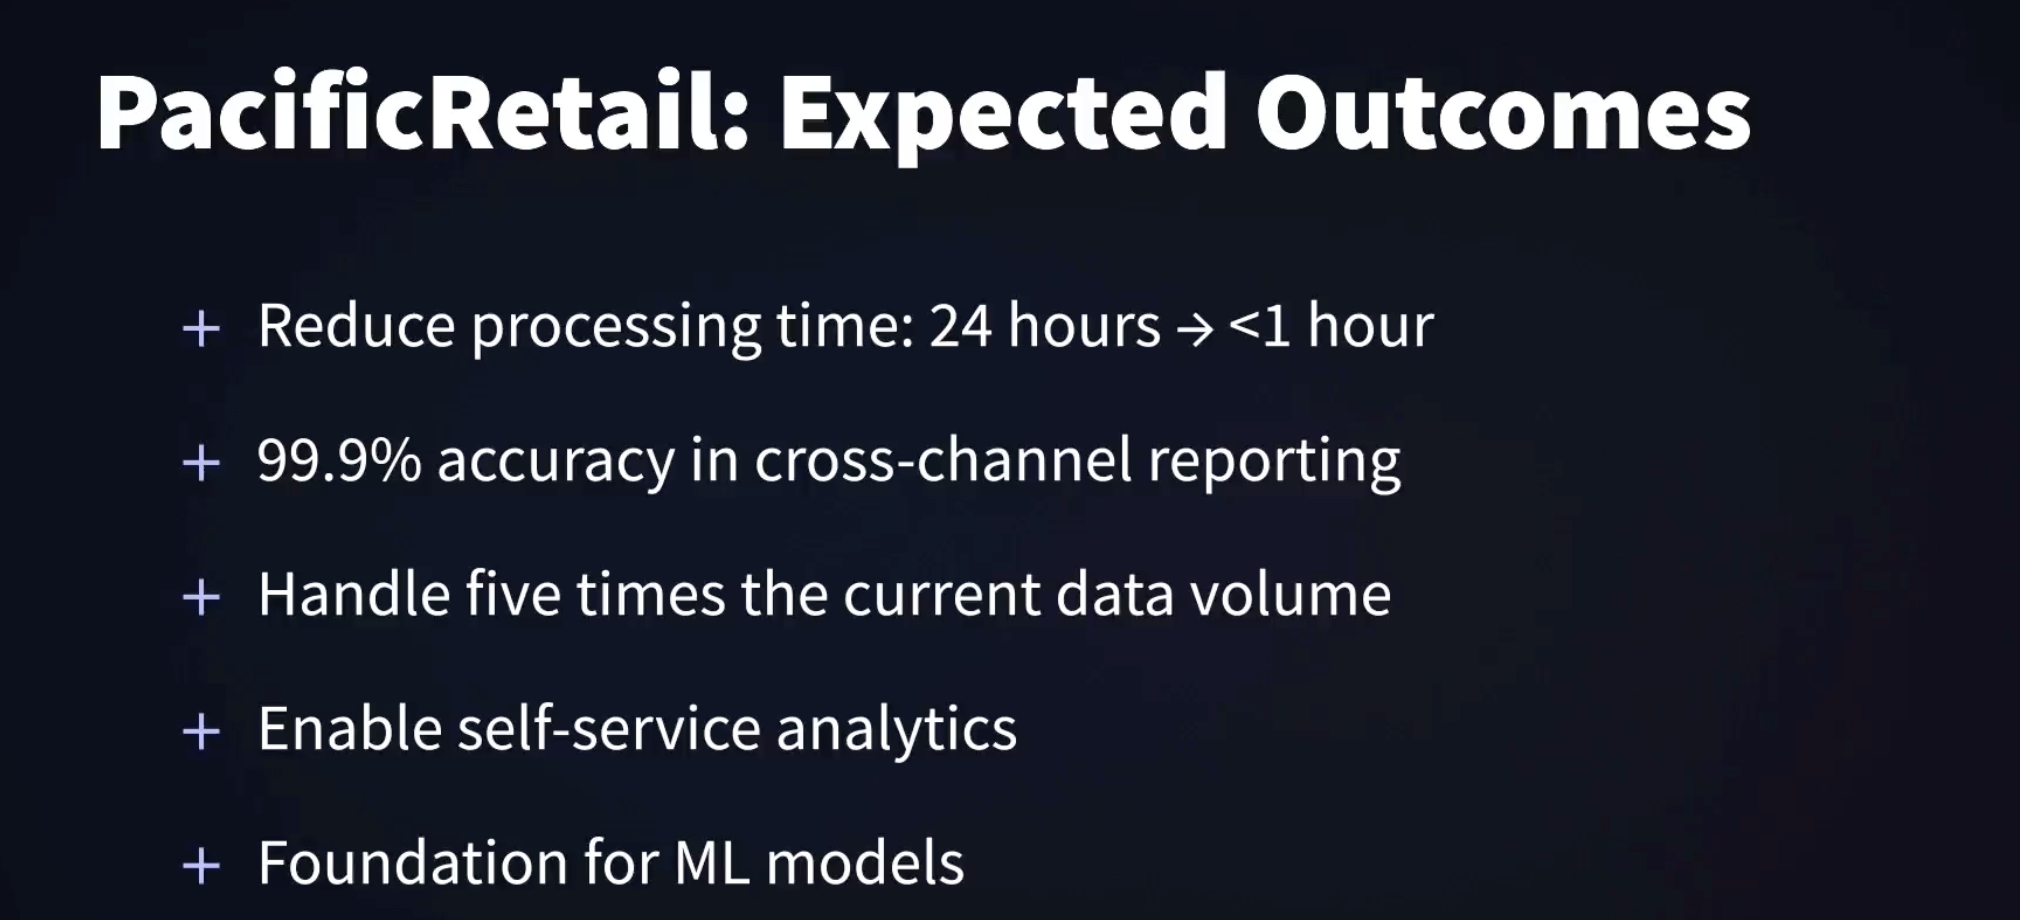 PacificRetail: Expected Outcomes
+ Reduce processing time: 24 hours → <1 hour
+ 99.9% accuracy in cross-channel reporting
+ Handle five times the current data volume
+ Enable self-service analytics
+ Foundation for ML models